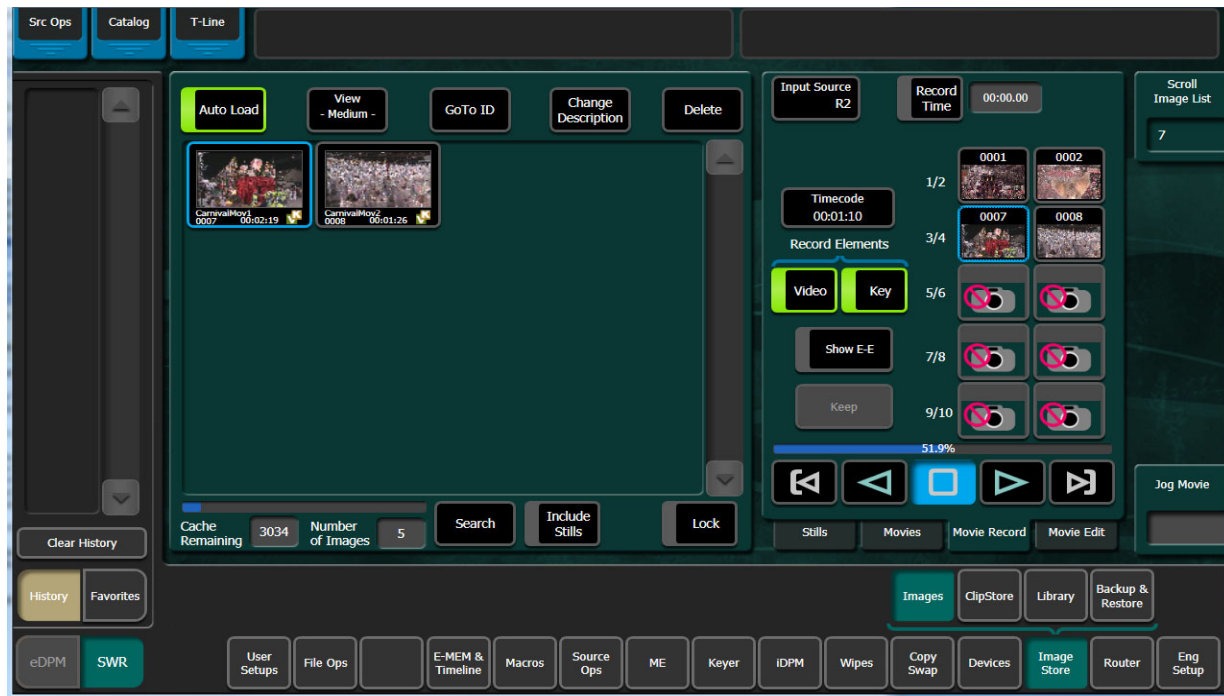 Src Ops
Catalog
T-Line
Auto Load
View
- Medium -
GoTo ID
Change
Description
Delete
CarnivalMov1
0007 00:02:19
CarnivalMov2
0008 00:01:26
Cache
Remaining
3034
Number
of Images
5
Search
Include
Stills
Lock
Clear History
History
Favorites
eDPM
SWR
Input Source
R2
Record
Time
00:00.00
Timecode
00:01:10
Record Elements
Video
Key
Show E-E
Keep
1/2
0001
0002
3/4
0007
0008
5/6
7/8
9/10
51.9%
Stills
Movies
Movie Record
Movie Edit
Scroll
Image List
7
Jog Movie
Images
ClipStore
Library
Backup &
Restore
User
Setups
File Ops
E-MEM &
Timeline
Macros
Source
Ops
ME
Keyer
iDPM
Wipes
Copy
Swap
Devices
Image
Store
Router
Eng
Setup